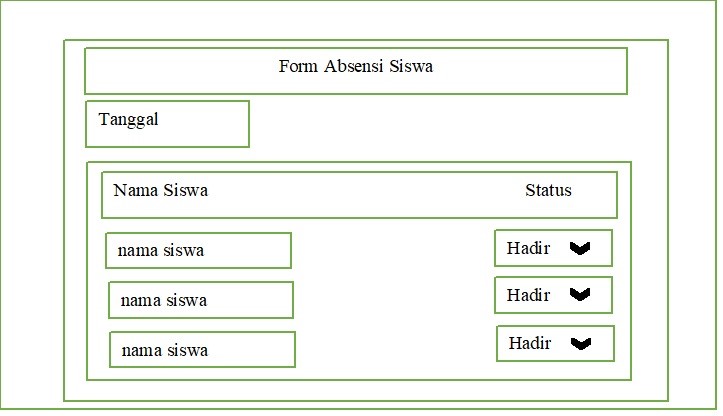 Form Absensi Siswa
Tanggal
Nama Siswa Status
nama siswa Hadir
nama siswa Hadir
nama siswa Hadir